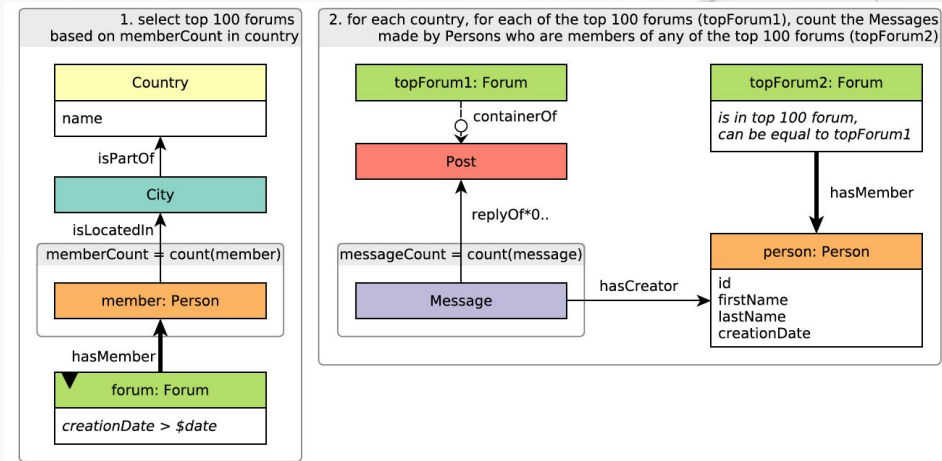 1. select top 100 forums
based on memberCount in country
Country
name
isPartOf
City
isLocatedIn
memberCount = count(member)
member: Person
hasMember
forum: Forum
creationDate > $date
2. for each country, for each of the top 100 forums (topForum1), count the Messages
made by Persons who are members of any of the top 100 forums (topForum2)
topForum1: Forum
containerOf
Post
replyOf*0..
messageCount = count(message)
Message
hasCreator
topForum2: Forum
is in top 100 forum,
can be equal to topForum1
hasMember
person: Person
id
firstName
lastName
creationDate